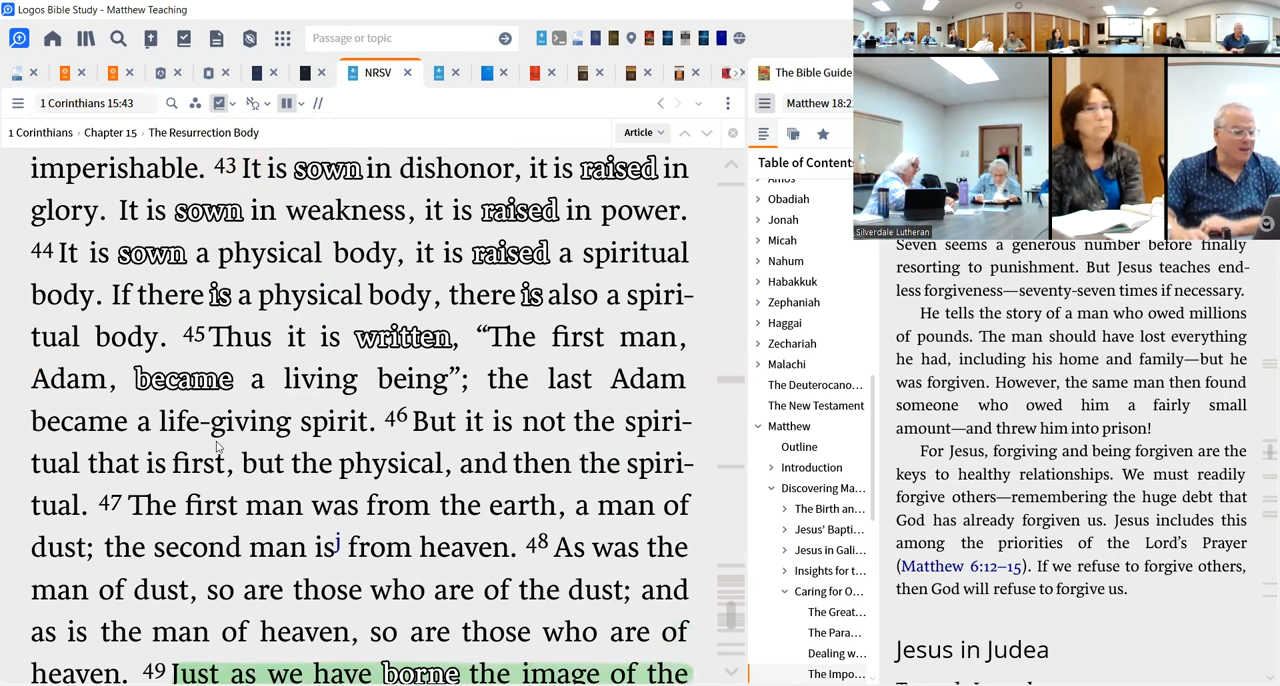 Logos Bible Study - Matthew Teaching
Passage or topic
NRSV
The Bible Guide
1 Corinthians 15:43
Matthew 18:2
1 Corinthians › Chapter 15 › The Resurrection Body
Article
imperishable. 43 It is sown in dishonor, it is raised in
glory. It is sown in weakness, it is raised in power.
44 It is sown a physical body, it is raised a spiritual
body. If there is a physical body, there is also a spiri-
tual body. 45 Thus it is written, “The first man,
Adam, became a living being”; the last Adam
became a life-giving spirit. 46 But it is not the spiri-
tual that is first, but the physical, and then the spiri-
tual. 47 The first man was from the earth, a man of
dust; the second man is j from heaven. 48 As was the
man of dust, so are those who are of the dust; and
as is the man of heaven, so are those who are of
heaven. 49 Just as we have borne the image of the
Table of Contents
Amos
Obadiah
Jonah
Micah
Nahum
Habakkuk
Zephaniah
Haggai
Zechariah
Malachi
The Deuterocano...
The New Testament
Matthew
Outline
Introduction
Discovering Ma...
The Birth an...
Jesus’ Bapti...
Jesus in Gali...
Insights for t...
Caring for O...
The Great...
The Para...
Dealing w...
The Impo...
Silverdale Lutheran
Seven seems a generous number before finally
resorting to punishment. But Jesus teaches end-
less forgiveness—seventy-seven times if necessary.
He tells the story of a man who owed millions
of pounds. The man should have lost everything
he had, including his home and family—but he
was forgiven. However, the same man then found
someone who owed him a fairly small
amount—and threw him into prison!
For Jesus, forgiving and being forgiven are the
keys to healthy relationships. We must readily
forgive others—remembering the huge debt that
God has already forgiven us. Jesus includes this
among the priorities of the Lord’s Prayer
(Matthew 6:12–15). If we refuse to forgive others,
then God will refuse to forgive us.
Jesus in Judea